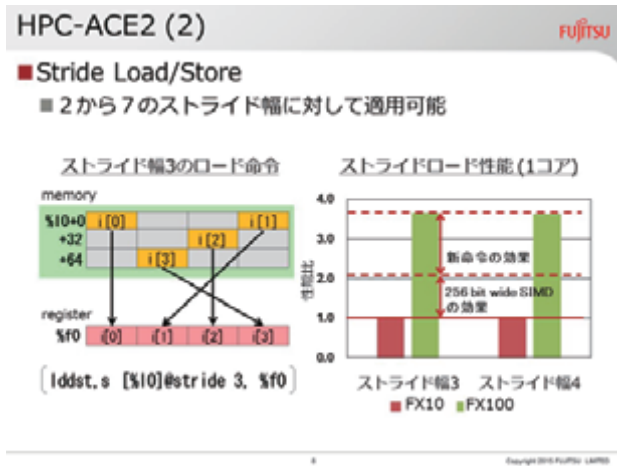 HPC-ACE2 (2)
FUJITSU
Stride Load/Store
2から7のストライド幅に対して適用可能
ストライド幅3のロード命令
memory
%l0+0 i[0] i[1]
+32 i[2]
+64 i[3]
register
%f0 i[0] i[1] i[2] i[3]
lddst.s [%l0]@stride 3, %f0
ストライドロード性能(1コア)
性能比
4.0
3.0
2.0
1.0
0.0
新命令の効果
256 bit wide SIMD
の効果
ストライド幅3 ストライド幅4
FX10 FX100
Copyright 2015 FUJITSU LIMITED